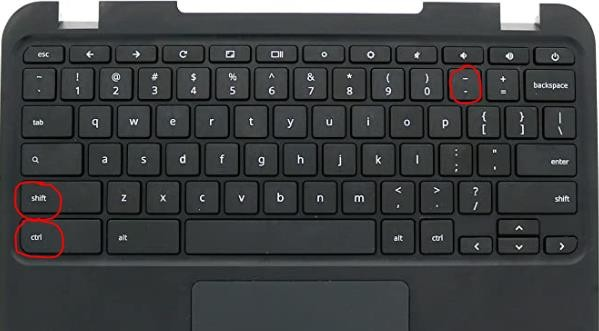 esc
~ ! @ # $ % ^ & * ( ) – +
` 1 2 3 4 5 6 7 8 9 0 - = backspace
tab q w e r t y u i o p { [ } ] | \
a s d f g h j k l : ; " ' enter
shift z x c v b n m < , > . ? / shift
ctrl alt alt ctrl